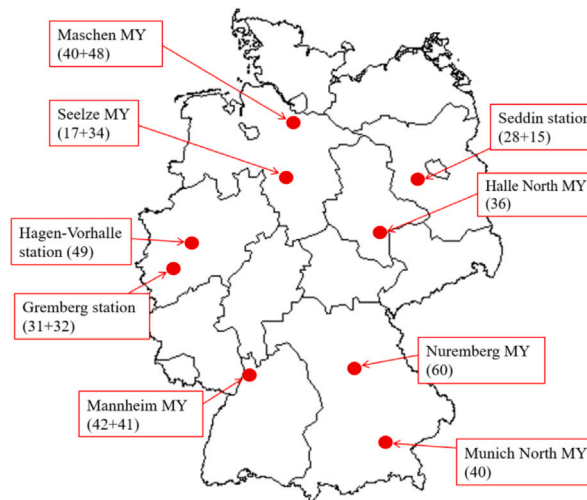 Maschen MY
(40+48)
Seelze MY
(17+34)
Seddin station
(28+15)
Halle North MY
(36)
Hagen-Vorhalle
station (49)
Gremberg station
(31+32)
Nuremberg MY
(60)
Mannheim MY
(42+41)
Munich North MY
(40)